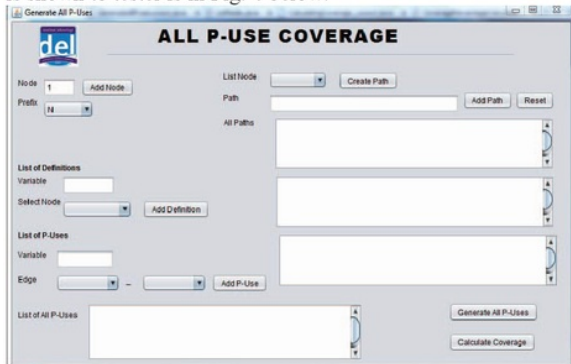 Generate All P-Uses
del
ALL P-USE COVERAGE
Node 1 Add Node
Prefix N
List Node Create Path
Path Add Path Reset
All Paths
List of Definitions
Variable
Select Node Add Definition
List of P-Uses
Variable
Edge - Add P-Use
List of All P-Uses
Generate All P-Uses
Calculate Coverage